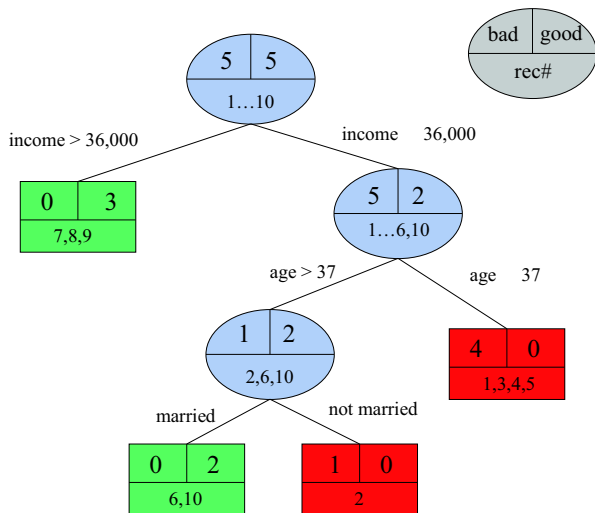 bad good
rec#
5 5
1…10
income > 36,000
income 36,000
0 3
7,8,9
5 2
1…6,10
age > 37
age 37
1 2
2,6,10
4 0
1,3,4,5
married
not married
0 2
6,10
1 0
2